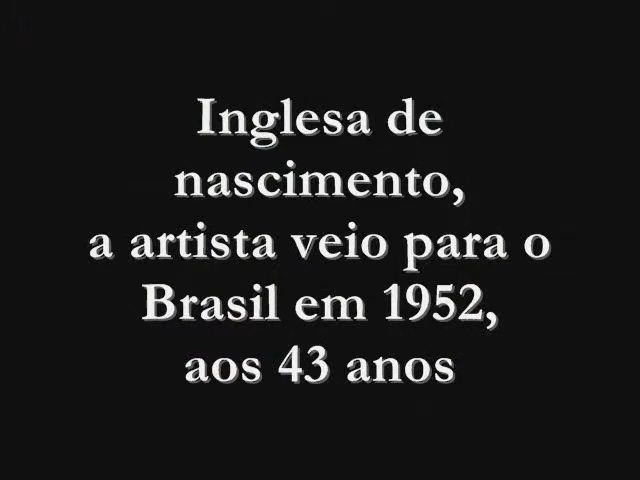 Inglesa de
nascimento,
a artista veio para o
Brasil em 1952,
aos 43 anos